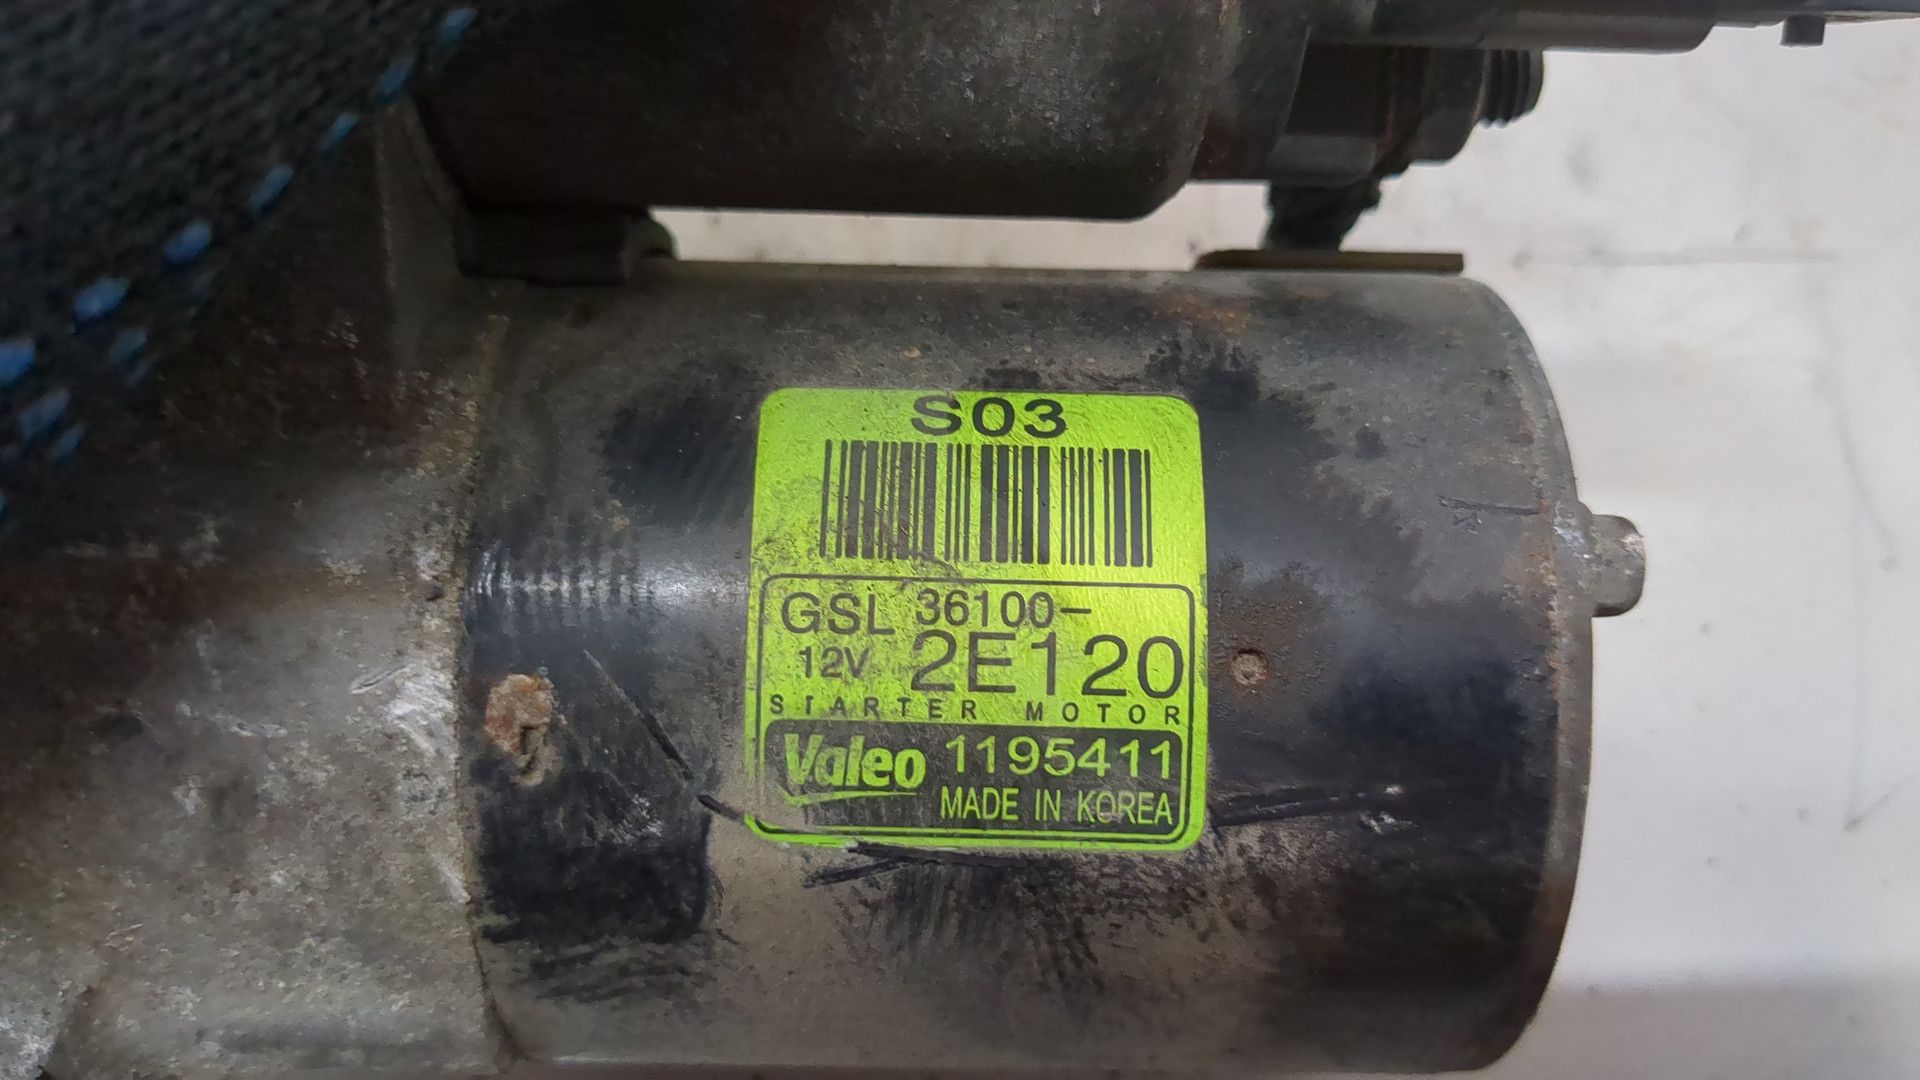 S03
GSL 36100-
12V 2E120
STARTER MOTOR
Valeo 1195411
MADE IN KOREA